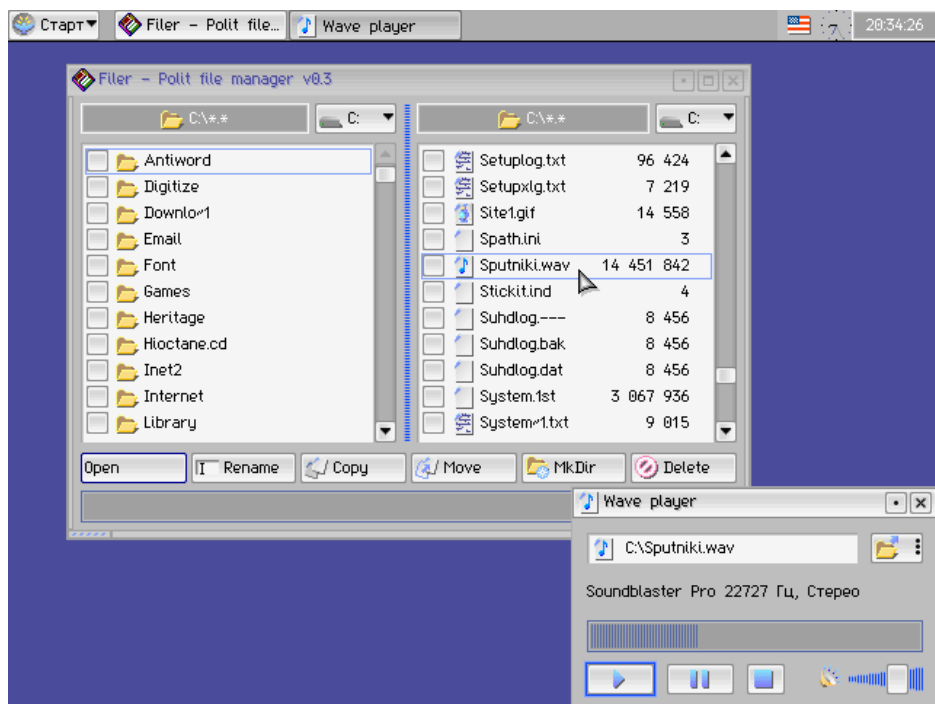 Старт Filer - Polit file... Wave player 20:34:26
Filer - Polit file manager v0.3
C:\*.* C: C:\*.* C:
Antiword Setuplog.txt 96 424
Digitize Setupxlg.txt 7 219
Downlo~1 Site1.gif 14 558
Email Spath.ini 3
Font Sputniki.wav 14 451 842
Games Stickit.ind 4
Heritage Suhdlog.--- 8 456
Hioctane.cd Suhdlog.bak 8 456
Inet2 Suhdlog.dat 8 456
Internet System.1st 3 067 936
Library System~1.txt 9 015
Open Rename Copy Move MkDir Delete
Wave player
C:\Sputniki.wav
Soundblaster Pro 22727 Гц, Стерео